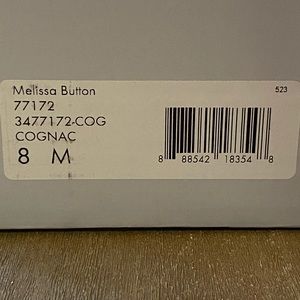 Melissa Button
77172
3477172-COG
COGNAC
8 M
523
8 88542 18354 8